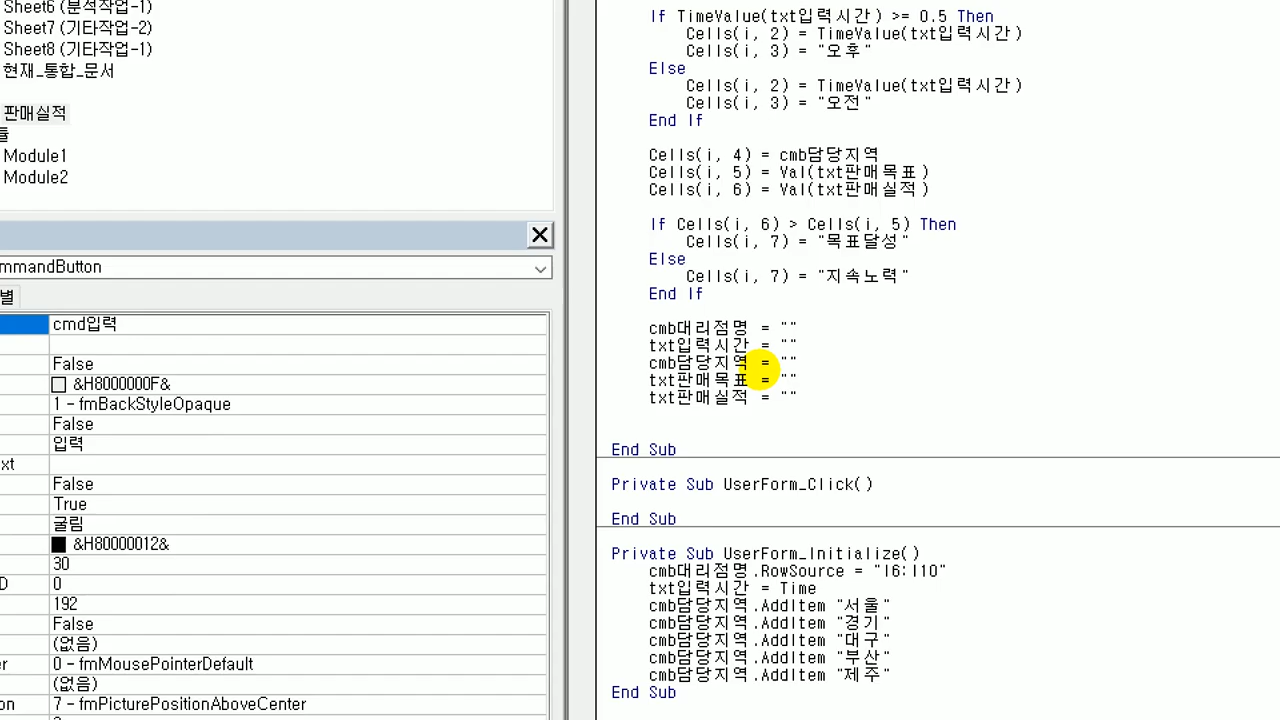 Sheet6 (분석작업-1)
Sheet7 (기타작업-2)
Sheet8 (기타작업-1)
현재_통합_문서
판매실적
듈
Module1
Module2
mmandButton
별
cmd입력
False
&H8000000F&
1 - fmBackStyleOpaque
False
입력
xt
False
True
굴림
&H80000012&
30
D 0
192
False
(없음)
er 0 - fmMousePointerDefault
(없음)
on 7 - fmPicturePositionAboveCenter
If TimeValue(txt입력시간) >= 0.5 Then
Cells(i, 2) = TimeValue(txt입력시간)
Cells(i, 3) = "오후"
Else
Cells(i, 2) = TimeValue(txt입력시간)
Cells(i, 3) = "오전"
End If
Cells(i, 4) = cmb담당지역
Cells(i, 5) = Val(txt판매목표)
Cells(i, 6) = Val(txt판매실적)
If Cells(i, 6) > Cells(i, 5) Then
Cells(i, 7) = "목표달성"
Else
Cells(i, 7) = "지속노력"
End If
cmb대리점명 = ""
txt입력시간 = ""
cmb담당지역 = ""
txt판매목표 = ""
txt판매실적 = ""
End Sub
Private Sub UserForm_Click()
End Sub
Private Sub UserForm_Initialize()
cmb대리점명.RowSource = "I6:I10"
txt입력시간 = Time
cmb담당지역.AddItem "서울"
cmb담당지역.AddItem "경기"
cmb담당지역.AddItem "대구"
cmb담당지역.AddItem "부산"
cmb담당지역.AddItem "제주"
End Sub